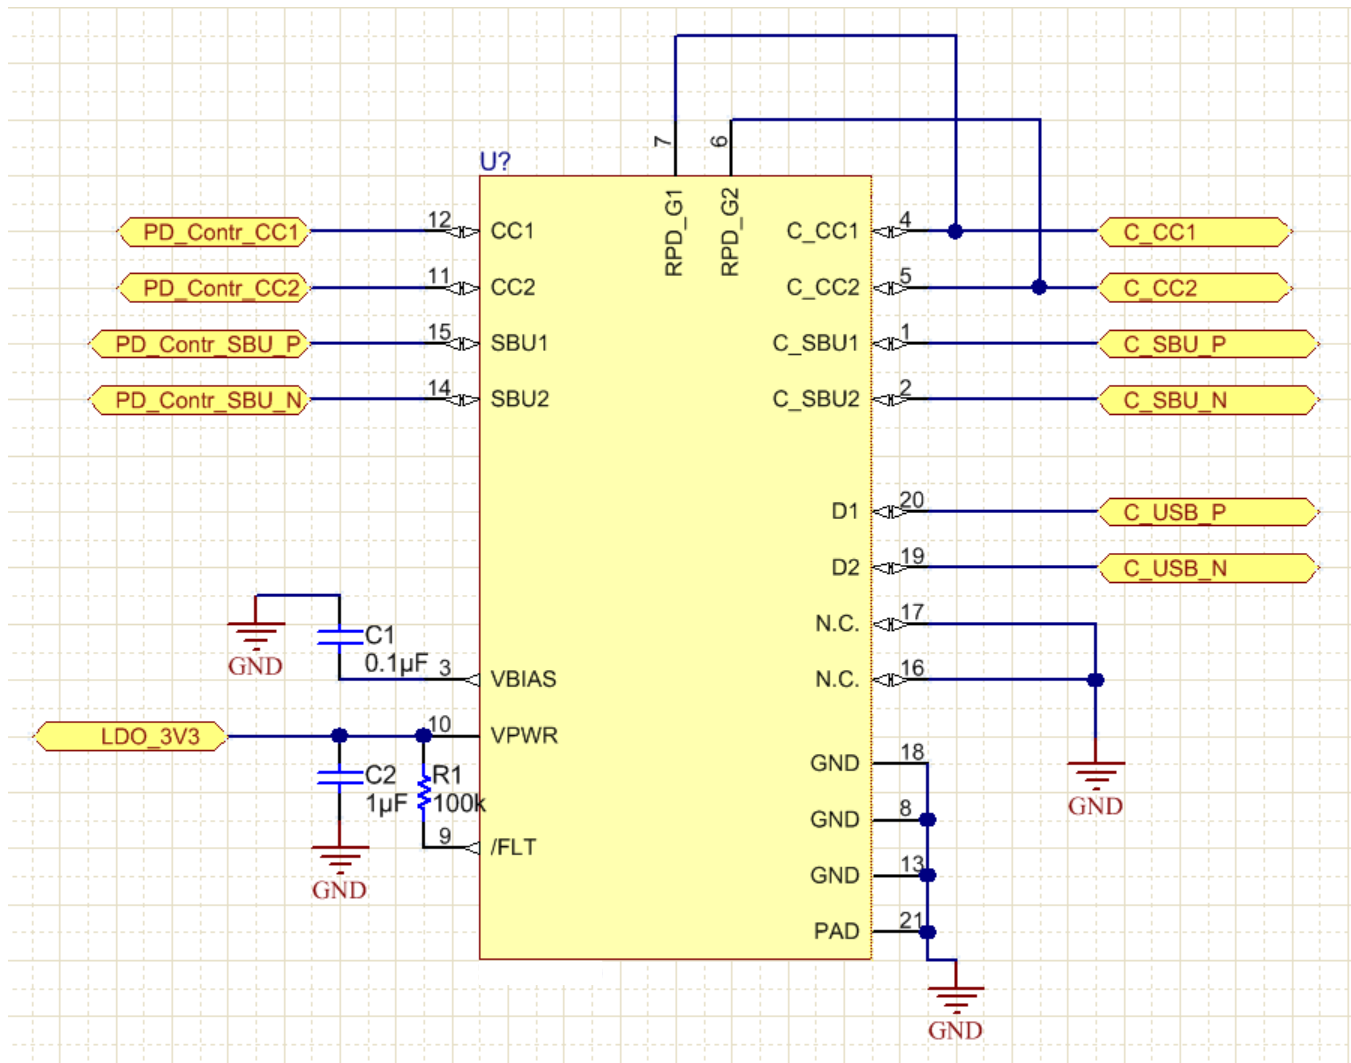 7
6
U?
RPD_G1
RPD_G2
PD_Contr_CC1
12
CC1
C_CC1
4
C_CC1
PD_Contr_CC2
11
CC2
C_CC2
5
C_CC2
PD_Contr_SBU_P
15
SBU1
C_SBU1
1
C_SBU_P
PD_Contr_SBU_N
14
SBU2
C_SBU2
2
C_SBU_N
D1
20
C_USB_P
D2
19
C_USB_N
N.C.
17
GND
C1
0.1µF
3
VBIAS
N.C.
16
LDO_3V3
10
VPWR
GND
18
GND
C2
1µF
R1
100k
GND
8
9
/FLT
GND
GND
13
PAD
21
GND